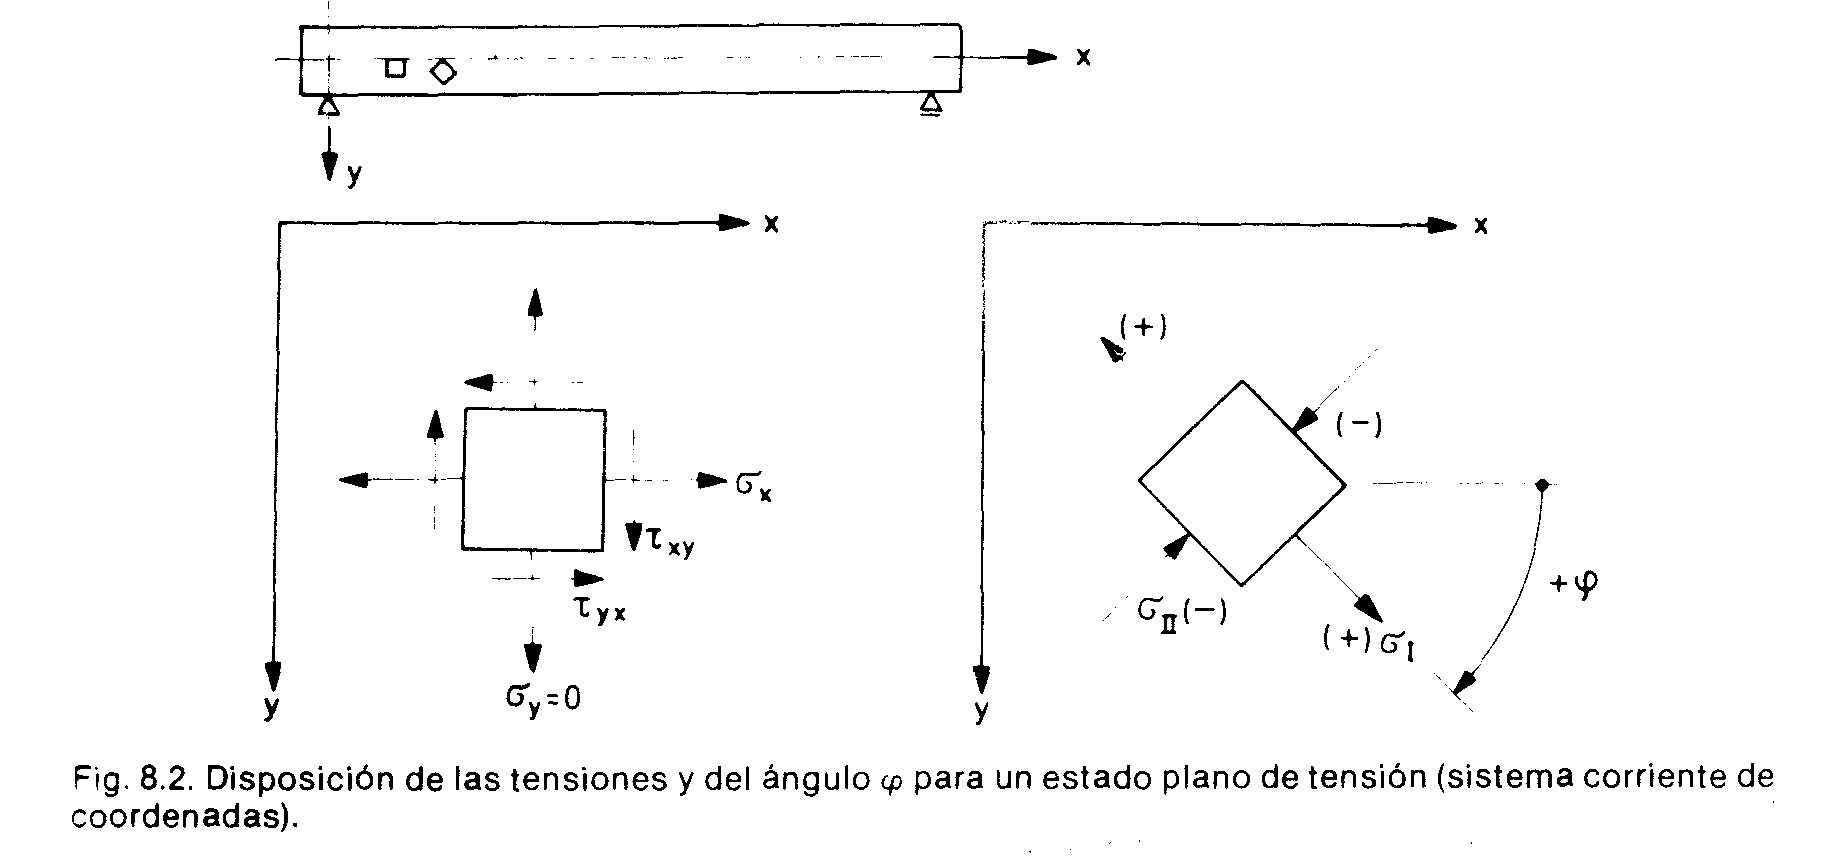 x
y
x
x
(+)
(-)
σx
τxy
+φ
τyx
σII(-)
(+)σI
σy=0
y
y
Fig. 8.2. Disposición de las tensiones y del ángulo φ para un estado plano de tensión (sistema corriente de
coordenadas).